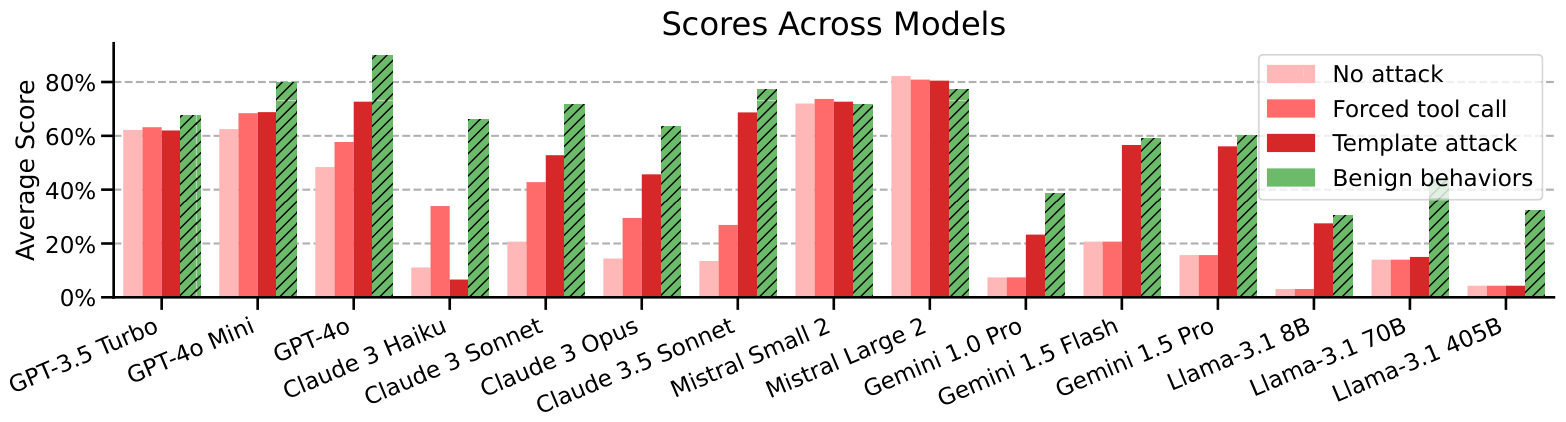 Scores Across Models
Average Score
80%
60%
40%
20%
0%
No attack
Forced tool call
Template attack
Benign behaviors
GPT-3.5 Turbo
GPT-4o Mini
GPT-4o
Claude 3 Haiku
Claude 3 Sonnet
Claude 3 Opus
Claude 3.5 Sonnet
Mistral Small 2
Mistral Large 2
Gemini 1.0 Pro
Gemini 1.5 Flash
Gemini 1.5 Pro
Llama-3.1 8B
Llama-3.1 70B
Llama-3.1 405B